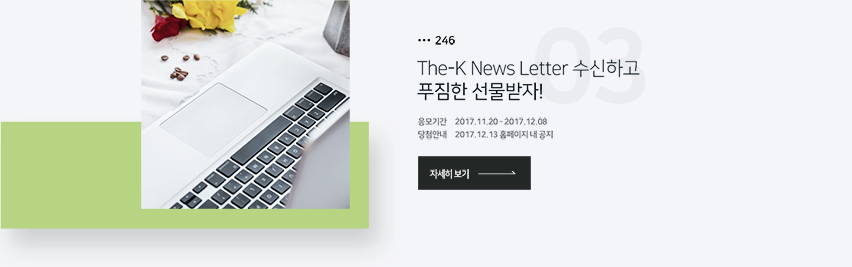 03
••• 246
The-K News Letter 수신하고
푸짐한 선물받자!
응모기간 2017.11.20 - 2017.12.08
당첨안내 2017.12.13 홈페이지 내 공지
자세히 보기